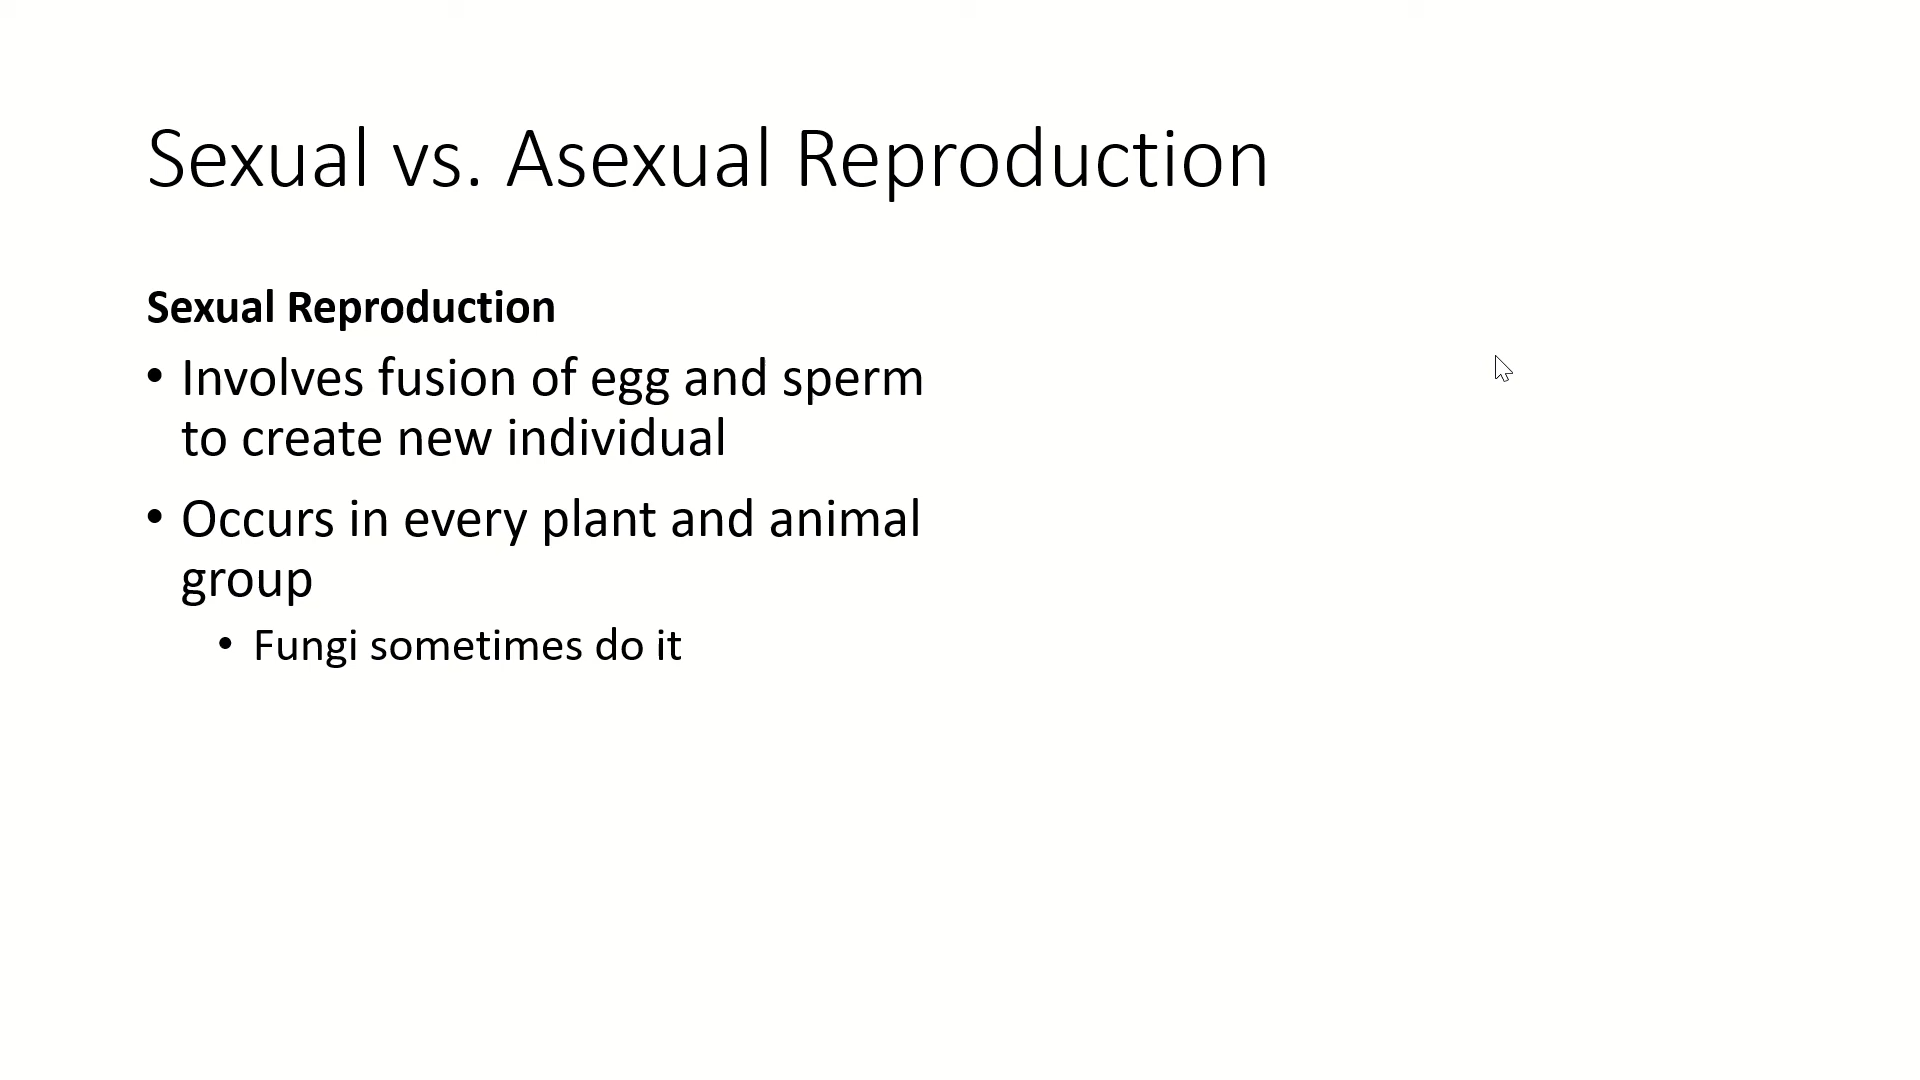 Sexual vs. Asexual Reproduction
Sexual Reproduction
• Involves fusion of egg and sperm
to create new individual
• Occurs in every plant and animal
group
• Fungi sometimes do it